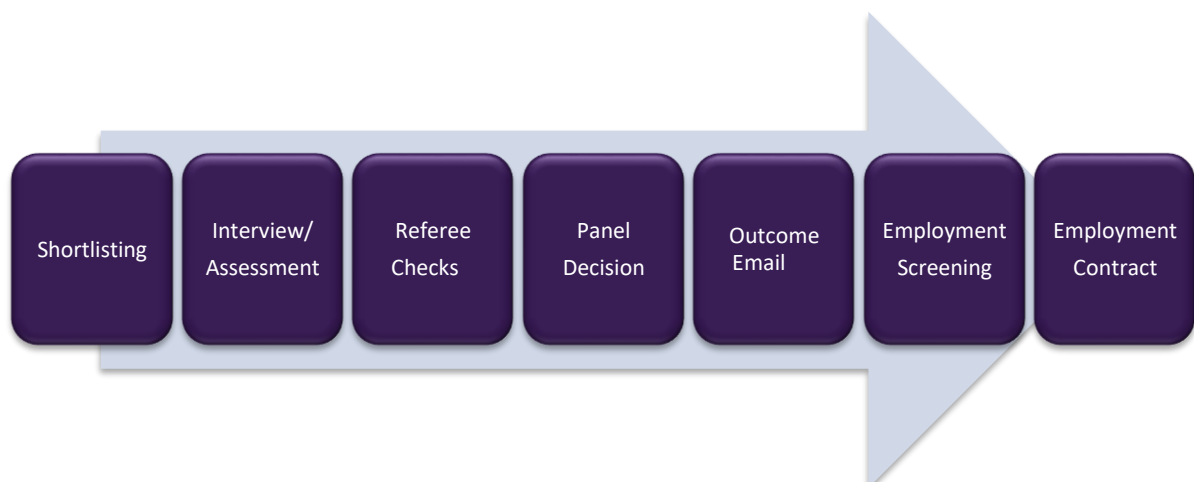 Shortlisting
Interview/
Assessment
Referee
Checks
Panel
Decision
Outcome
Email
Employment
Screening
Employment
Contract